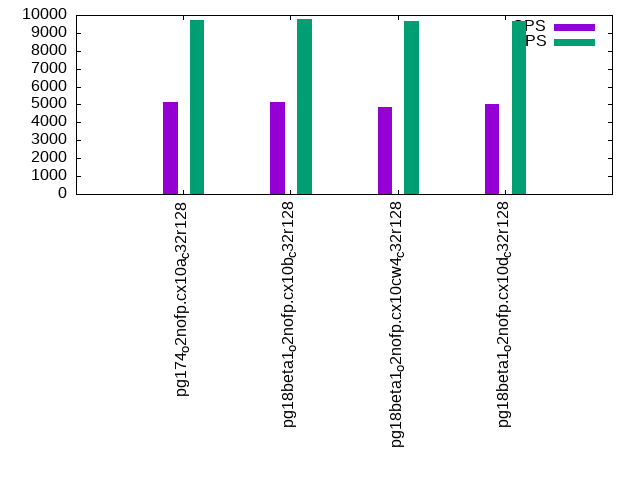 10000
9000
8000
7000
6000
5000
4000
3000
2000
1000
0
QPS
PS
pg174o2nofp.cx10ac32r128
pg18beta1o2nofp.cx10bc32r128
pg18beta1o2nofp.cx10cw4c32r128
pg18beta1o2nofp.cx10dc32r128